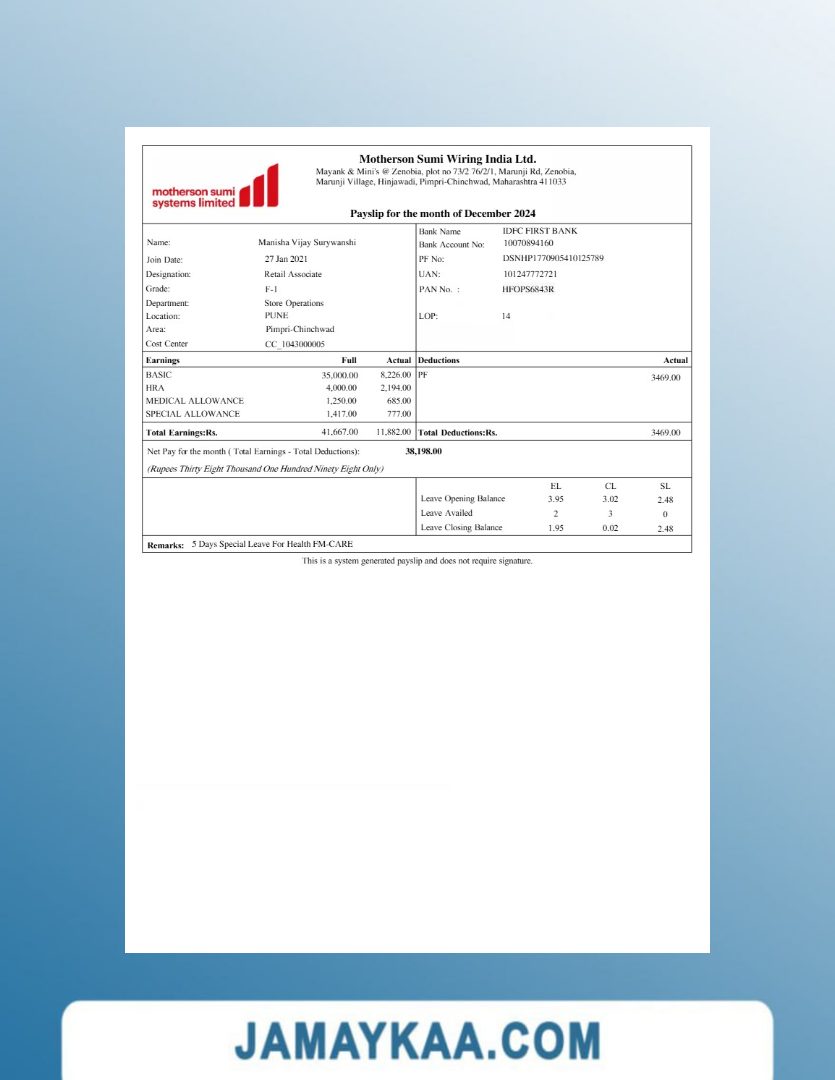 Motherson Sumi Wiring India Ltd.
Mayank & Mini's @ Zenobia, plot no 73/2 76/2/1, Marunji Rd, Zenobia,
Marunji Village, Hinjawadi, Pimpri-Chinchwad, Maharashtra 411033
motherson sumi
systems limited
Payslip for the month of December 2024
Name: Manisha Vijay Surywanshi
Join Date: 27 Jan 2021
Designation: Retail Associate
Grade: F-1
Department: Store Operations
Location: PUNE
Area: Pimpri-Chinchwad
Cost Center CC_1043000005
Bank Name IDFC FIRST BANK
Bank Account No: 10070894160
PF No: DSNHP1770905410125789
UAN: 101247772721
PAN No. : HFOPS6843R
LOP: 14
Earnings Full Actual Deductions Actual
BASIC 35,000.00 8,226.00 PF 3469.00
HRA 4,000.00 2,194.00
MEDICAL ALLOWANCE 1,250.00 685.00
SPECIAL ALLOWANCE 1,417.00 777.00
Total Earnings:Rs. 41,667.00 11,882.00 Total Deductions:Rs. 3469.00
Net Pay for the month ( Total Earnings - Total Deductions): 38,198.00
(Rupees Thirty Eight Thousand One Hundred Ninety Eight Only)
EL CL SL
Leave Opening Balance 3.95 3.02 2.48
Leave Availed 2 3 0
Leave Closing Balance 1.95 0.02 2.48
Remarks: 5 Days Special Leave For Health FM-CARE
This is a system generated payslip and does not require signature.
JAMAYKAA.COM